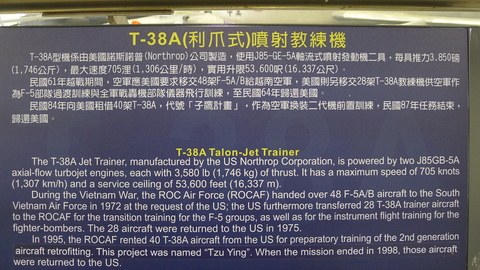 T-38A(利爪式)噴射教練機
T-38A型機係由美國諾斯諾普(Northrop)公司製造，使用J85-GE-5A軸流式噴射發動機二具，每具推力3,850磅
(1,746公斤)，最大速度705浬(1,306公里/時)，實用升限53,600呎(16,337公尺)。
民國61年越戰期間，空軍應美國要求移交48架F-5A/B給越南空軍，美國則另移交28架T-38A教練機供空軍作
為F-5部隊過渡訓練與全軍戰轟機部隊儀器飛行訓練，至民國64年歸還美國。
民國84年向美國租借40架T-38A，代號「子鷹計畫」，作為空軍換裝二代機前置訓練，民國87年任務結束，
歸還美國。
T-38A Talon-Jet Trainer
The T-38A Jet Trainer, manufactured by the US Northrop Corporation, is powered by two J85GB-5A
axial-flow turbojet engines, each with 3,580 lb (1,746 kg) of thrust. It has a maximum speed of 705 knots
(1,307 km/h) and a service ceiling of 53,600 feet (16,337 m).
During the Vietnam War, the ROC Air Force (ROCAF) handed over 48 F-5A/B aircraft to the South
Vietnam Air Force in 1972 at the request of the US; the US furthermore transferred 28 T-38A trainer aircraft
to the ROCAF for the transition training for the F-5 groups, as well as for the instrument flight training for the
fighter-bombers. The 28 aircraft were returned to the US in 1975.
In 1995, the ROCAF rented 40 T-38A aircraft from the US for preparatory training of the 2nd generation
aircraft retrofitting. This project was named "Tzu Ying". When the mission ended in 1998, those aircraft
were returned to the US.